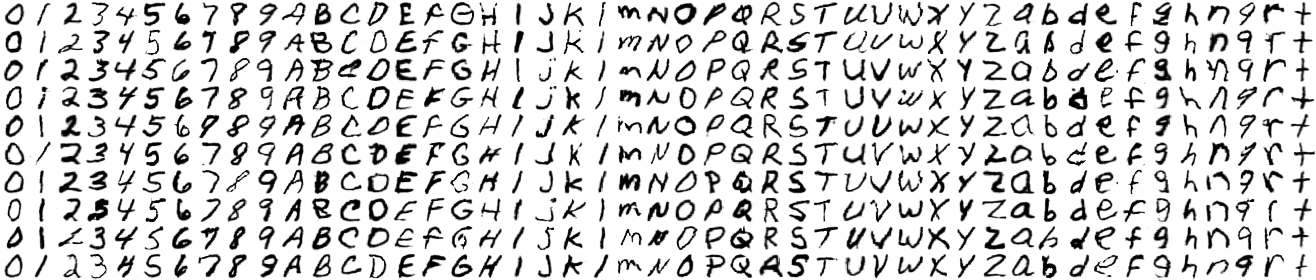 0 1 2 3 4 5 6 7 8 9 A B C D E F G H I J K l m N O P Q R S T U V W X Y Z a b d e f g h n q r t
0 1 2 3 4 5 6 7 8 9 A B C D E F G H I J K l m N O P Q R S T U V W X Y Z a b d e f g h n q r t
0 1 2 3 4 5 6 7 8 9 A B C D E F G H I j K l m N O P Q R S T U V W X Y Z a b d e f g h n q r t
0 1 2 3 4 5 6 7 8 9 A B C D E F G H I j K l m N O P Q R S T U V W X Y Z a b d e f g h n q r t
0 1 2 3 4 5 6 7 8 9 A B C D E F G H I J K l m N O P Q R S T U V W X Y Z a b d e f g h n q r t
0 1 2 3 4 5 6 7 8 9 A B C D E F G H I J K l m N O P Q R S T U V W X Y Z a b d e f g h n q r t
0 1 2 3 4 5 6 7 8 9 A B C D E F G H I J K l m N O P Q R S T U V W X Y Z a b d e f g h n q r t
0 1 2 3 4 5 6 7 8 9 A B C D E F G H I J K l m N O P Q R S T U V W X Y Z a b d e f g h n q r t
0 1 2 3 4 5 6 7 8 9 A B C D E F G H I j K l m N O P Q R S T U V W X Y Z a b d e f g h n q r t
0 1 2 3 4 5 6 7 8 9 A B C D E F G H I J K l m N O P Q R S T U V W X Y Z a b d e f g h n q r t